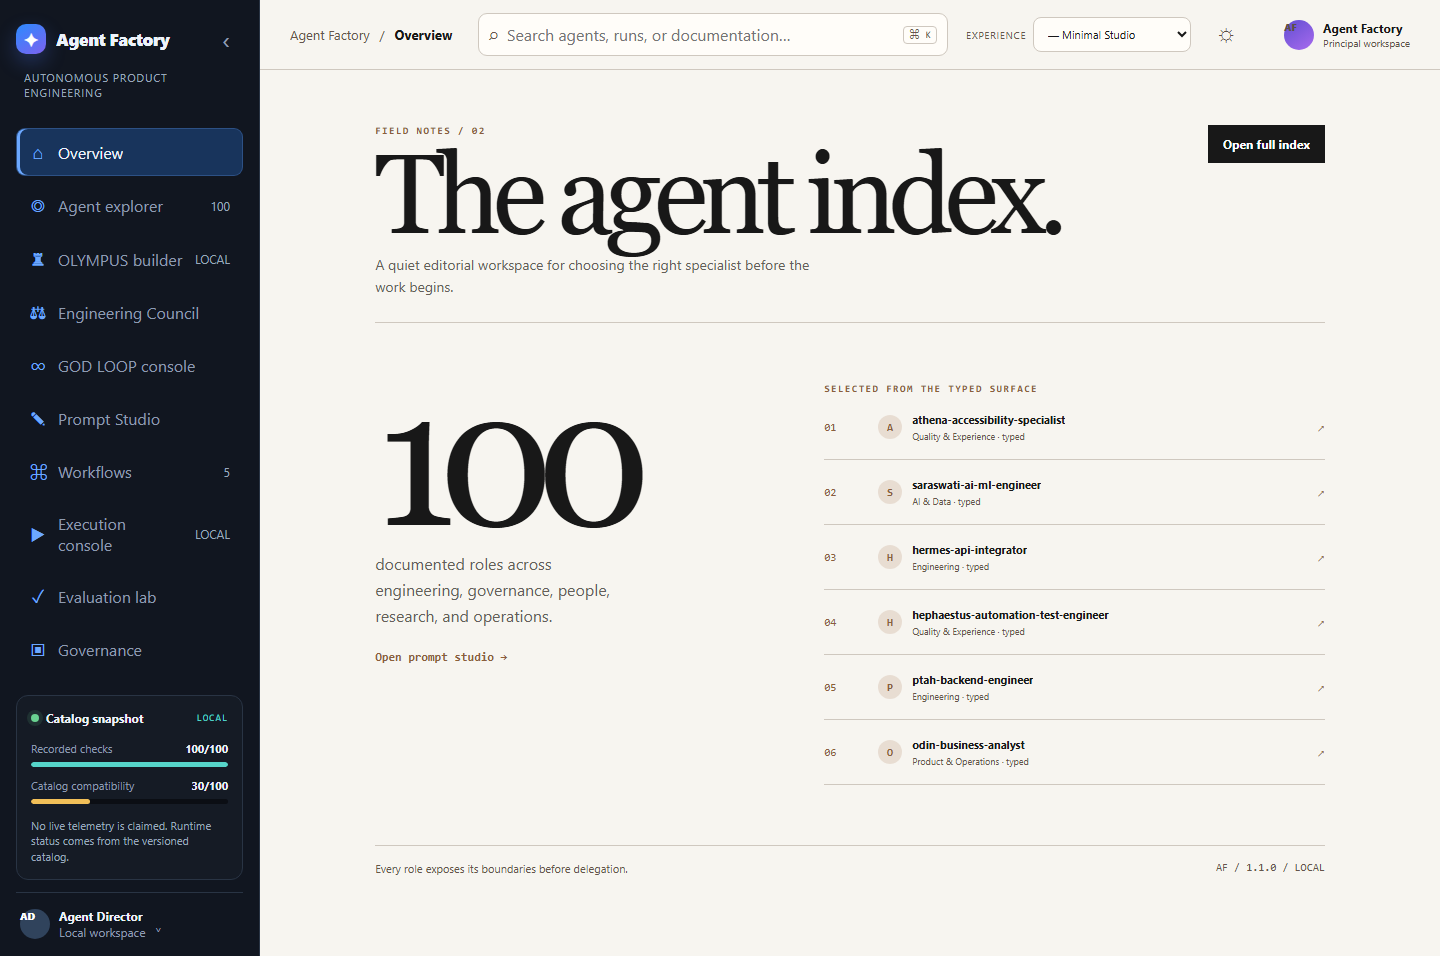 Agent Factory
AUTONOMOUS PRODUCT
ENGINEERING
Overview
Agent explorer 100
OLYMPUS builder LOCAL
Engineering Council
GOD LOOP console
Prompt Studio
Workflows 5
Execution
console LOCAL
Evaluation lab
Governance
Catalog snapshot LOCAL
Recorded checks 100/100
Catalog compatibility 30/100
No live telemetry is claimed. Runtime
status comes from the versioned
catalog.
AD
Agent Director
Local workspace
Agent Factory / Overview
Search agents, runs, or documentation...
⌘ K
EXPERIENCE
— Minimal Studio
AF
Agent Factory
Principal workspace
FIELD NOTES / 02
The agent index.
A quiet editorial workspace for choosing the right specialist before the
work begins.
Open full index
100
documented roles across
engineering, governance, people,
research, and operations.
Open prompt studio →
SELECTED FROM THE TYPED SURFACE
01 A athena-accessibility-specialist ↗
Quality & Experience · typed
02 S saraswati-ai-ml-engineer ↗
AI & Data · typed
03 H hermes-api-integrator ↗
Engineering · typed
04 H hephaestus-automation-test-engineer ↗
Quality & Experience · typed
05 P ptah-backend-engineer ↗
Engineering · typed
06 O odin-business-analyst ↗
Product & Operations · typed
Every role exposes its boundaries before delegation.
AF / 1.1.0 / LOCAL